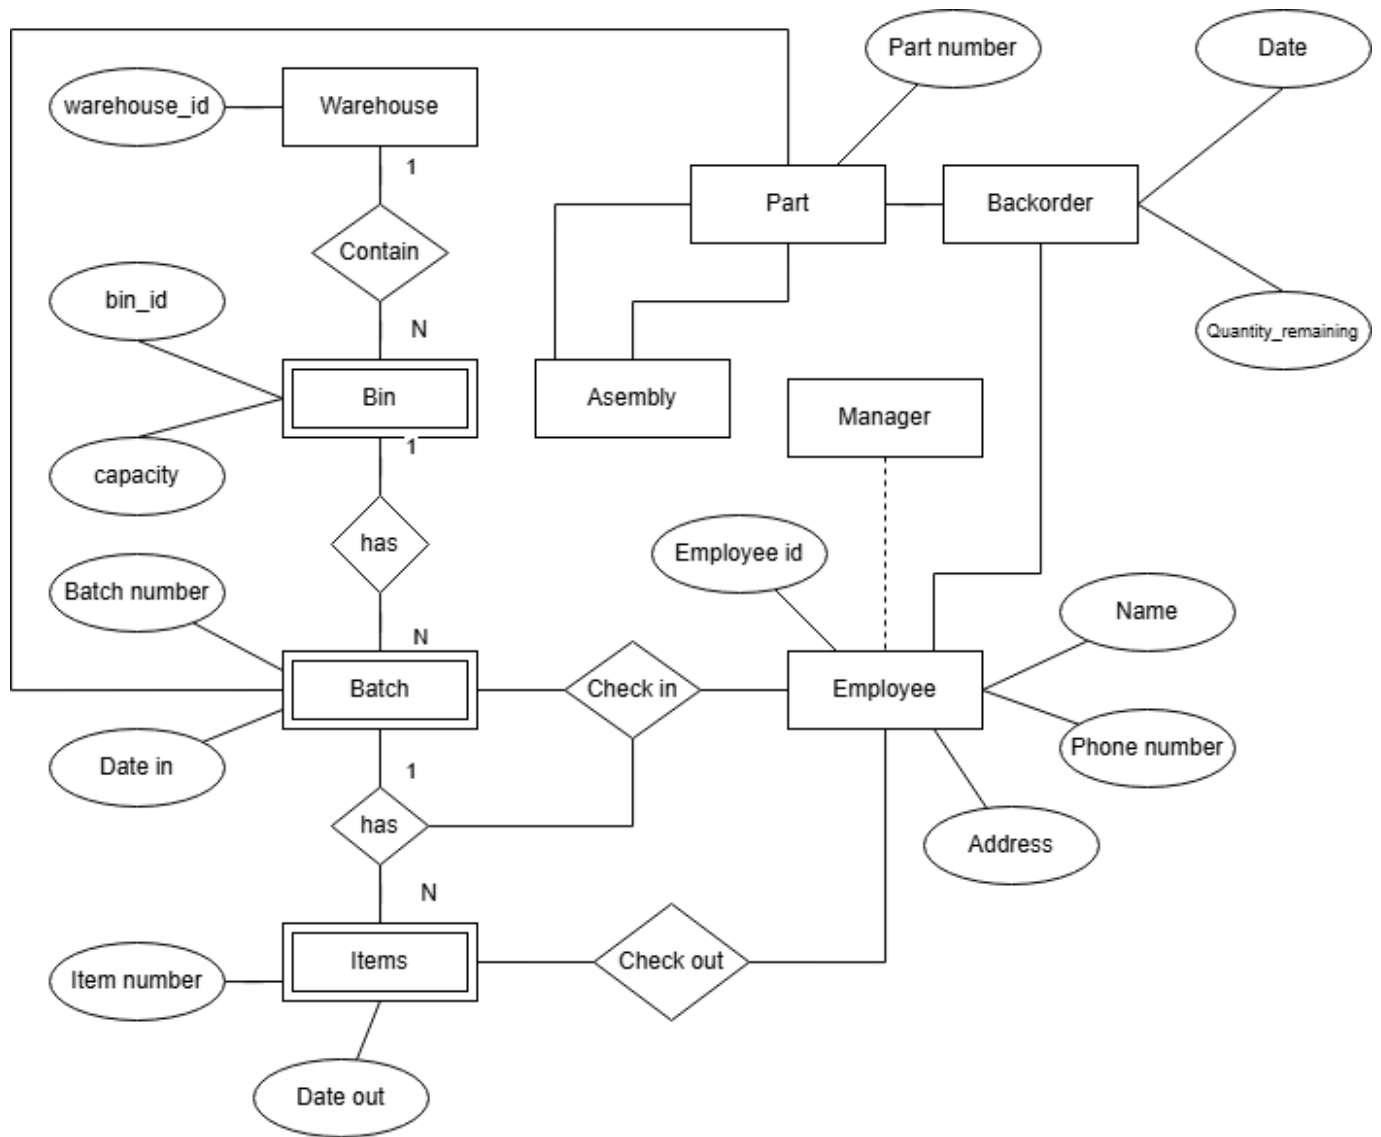 Part number
Date
warehouse_id
Warehouse
1
Part
Backorder
Contain
bin_id
N
Quantity_remaining
Bin
Asembly
Manager
1
capacity
has
Employee id
Batch number
Name
N
Batch
Check in
Employee
Phone number
Date in
1
has
Address
N
Items
Check out
Item number
Date out